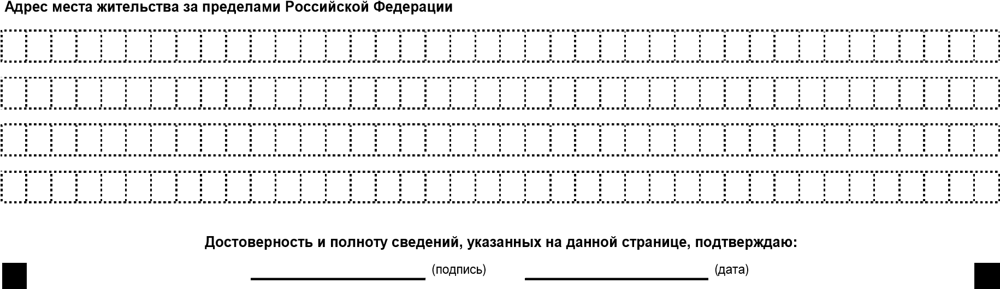 Адрес места жительства за пределами Российской Федерации
Достоверность и полноту сведений, указанных на данной странице, подтверждаю:
(подпись) (дата)